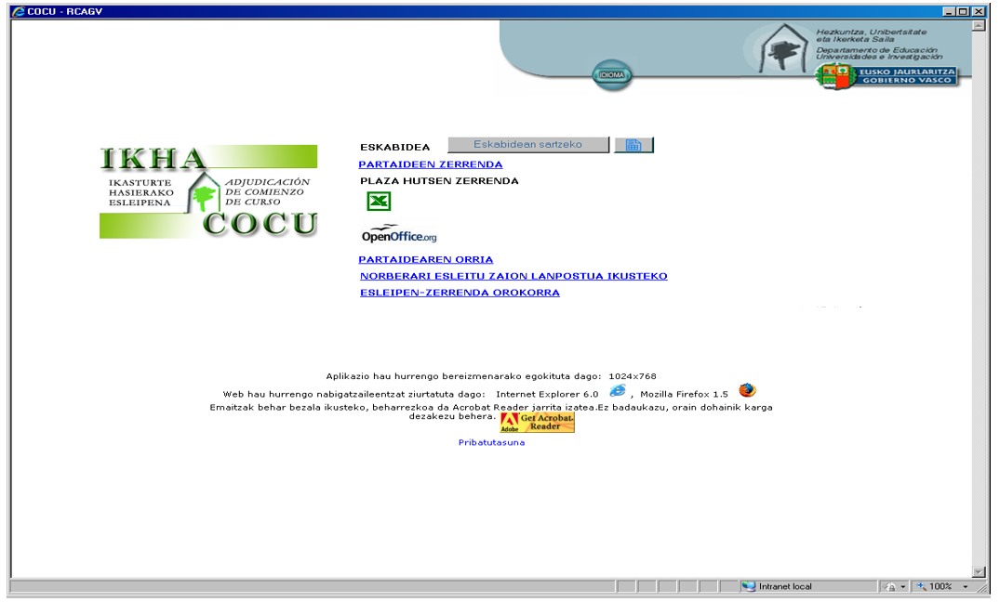 COCU - RCAGV
Hezkuntza, Unibertsitate
eta Ikerketa Saila
Departamento de Educación
Universidades e Investigación
IDIOMA
EUSKO JAURLARITZA
GOBIERNO VASCO
ESKABIDEA Eskabidean sartzeko
IKHA
IKASTURTE
HASIERAKO
ESLEIPENA
ADJUDICACIÓN
DE COMIENZO
DE CURSO
COCU
PARTAIDEEN ZERRENDA
PLAZA HUTSEN ZERRENDA
OpenOffice.org
PARTAIDEAREN ORRIA
NORBERARI ESLEITU ZAION LANPOSTUA IKUSTEKO
ESLEIPEN-ZERRENDA OROKORRA
Aplikazio hau hurrengo bereizmenarako egokituta dago: 1024x768
Web hau hurrengo nabigatzaileentzat ziurtatuta dago: Internet Explorer 6.0 , Mozilla Firefox 1.5
Emaitzak behar bezala ikusteko, beharrezkoa da Acrobat Reader jarrita izatea.Ez badaukazu, orain dohainik karga
dezakezu behera. Adobe Get Acrobat Reader
Pribatutasuna
Intranet local 100%